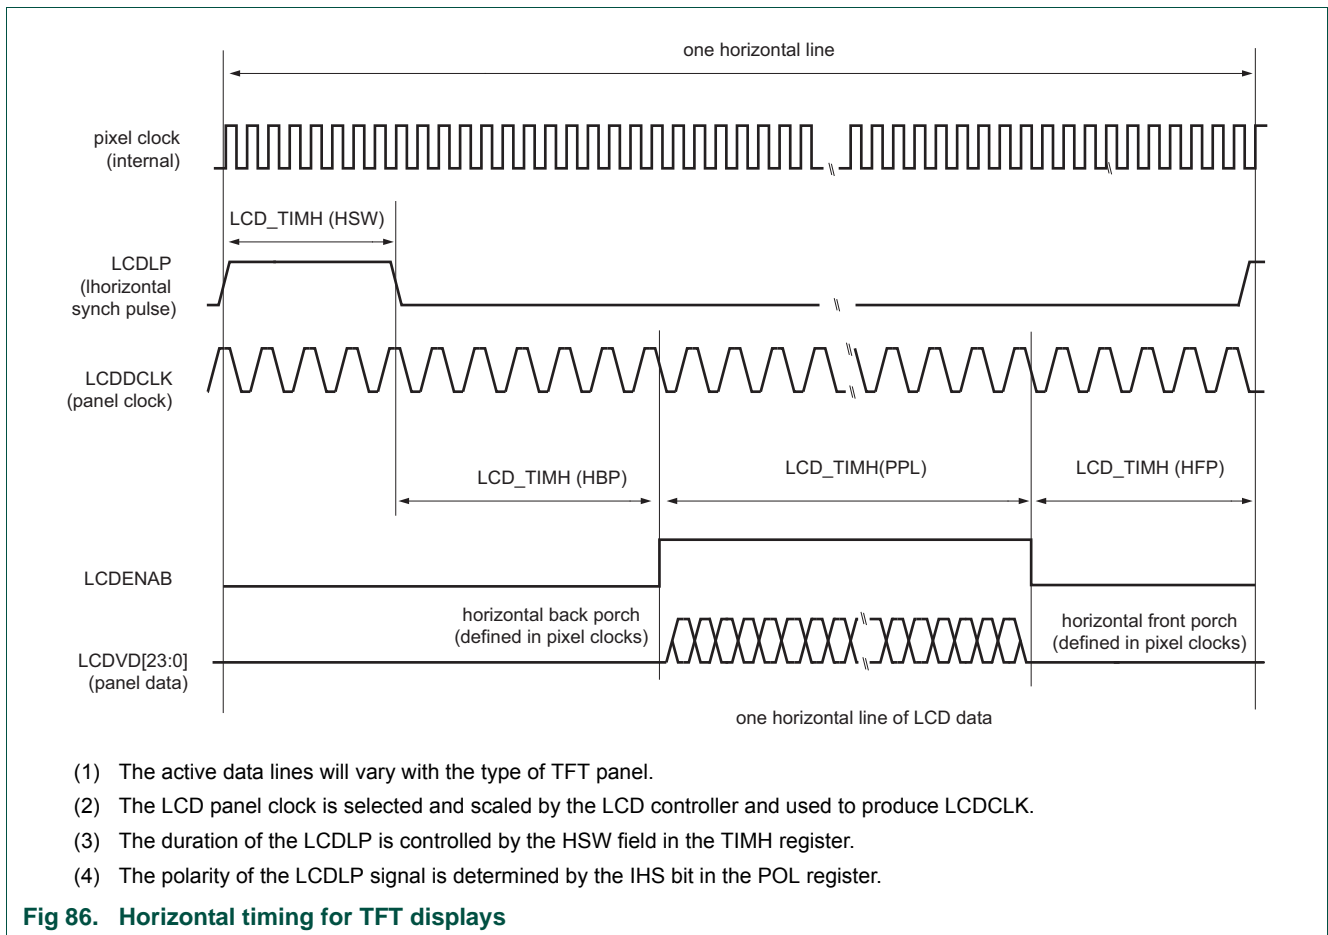 one horizontal line
pixel clock
(internal)
LCD_TIMH (HSW)
LCDLP
(lhorizontal
synch pulse)
LCDDCLK
(panel clock)
LCD_TIMH (HBP)
LCD_TIMH(PPL)
LCD_TIMH (HFP)
LCDENAB
horizontal back porch
(defined in pixel clocks)
horizontal front porch
(defined in pixel clocks)
LCDVD[23:0]
(panel data)
one horizontal line of LCD data
(1) The active data lines will vary with the type of TFT panel.
(2) The LCD panel clock is selected and scaled by the LCD controller and used to produce LCDCLK.
(3) The duration of the LCDLP is controlled by the HSW field in the TIMH register.
(4) The polarity of the LCDLP signal is determined by the IHS bit in the POL register.
Fig 86. Horizontal timing for TFT displays